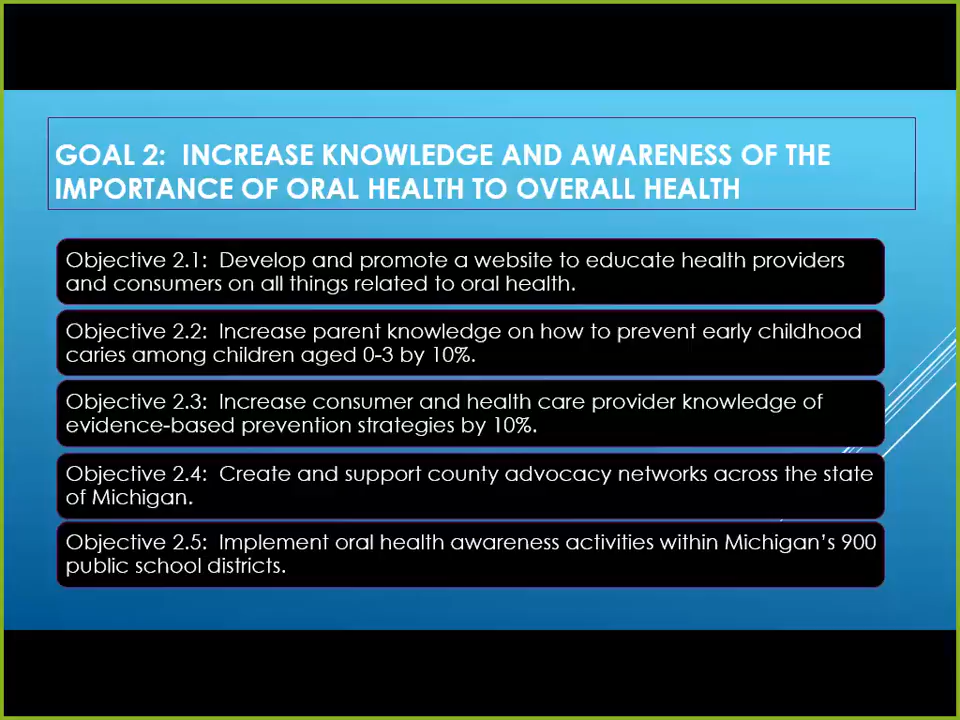 GOAL 2:  INCREASE KNOWLEDGE AND AWARENESS OF THE
IMPORTANCE OF ORAL HEALTH TO OVERALL HEALTH
Objective 2.1:  Develop and promote a website to educate health providers
and consumers on all things related to oral health.
Objective 2.2:  Increase parent knowledge on how to prevent early childhood
caries among children aged 0-3 by 10%.
Objective 2.3:  Increase consumer and health care provider knowledge of
evidence-based prevention strategies by 10%.
Objective 2.4:  Create and support county advocacy networks across the state
of Michigan.
Objective 2.5:  Implement oral health awareness activities within Michigan’s 900
public school districts.